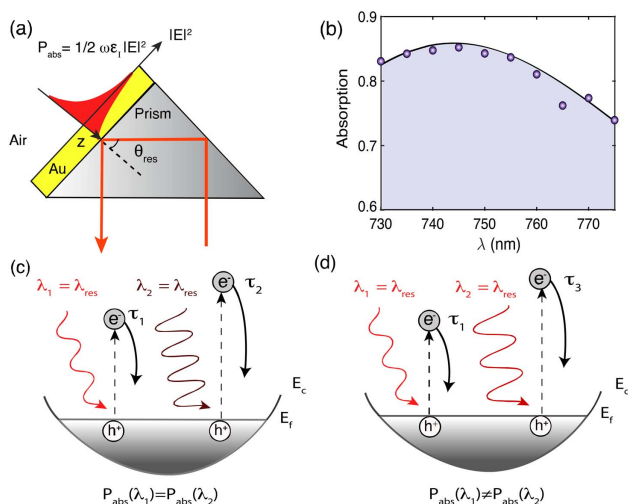 (a)
P_abs = 1/2 ωε_I |E|²
|E|²
Air
Prism
z
θ_res
Au
(b)
Absorption
0.9
0.8
0.7
0.6
730 740 750 760 770
λ (nm)
(c)
λ₁ = λ_res
λ₂ = λ_res
e⁻ τ₁
e⁻ τ₂
E_c
E_f
h⁺ h⁺
P_abs(λ₁)=P_abs(λ₂)
(d)
λ₁ = λ_res
λ₂ = λ_res
e⁻ τ₁
e⁻ τ₃
E_c
E_f
h⁺ h⁺
P_abs(λ₁)≠P_abs(λ₂)